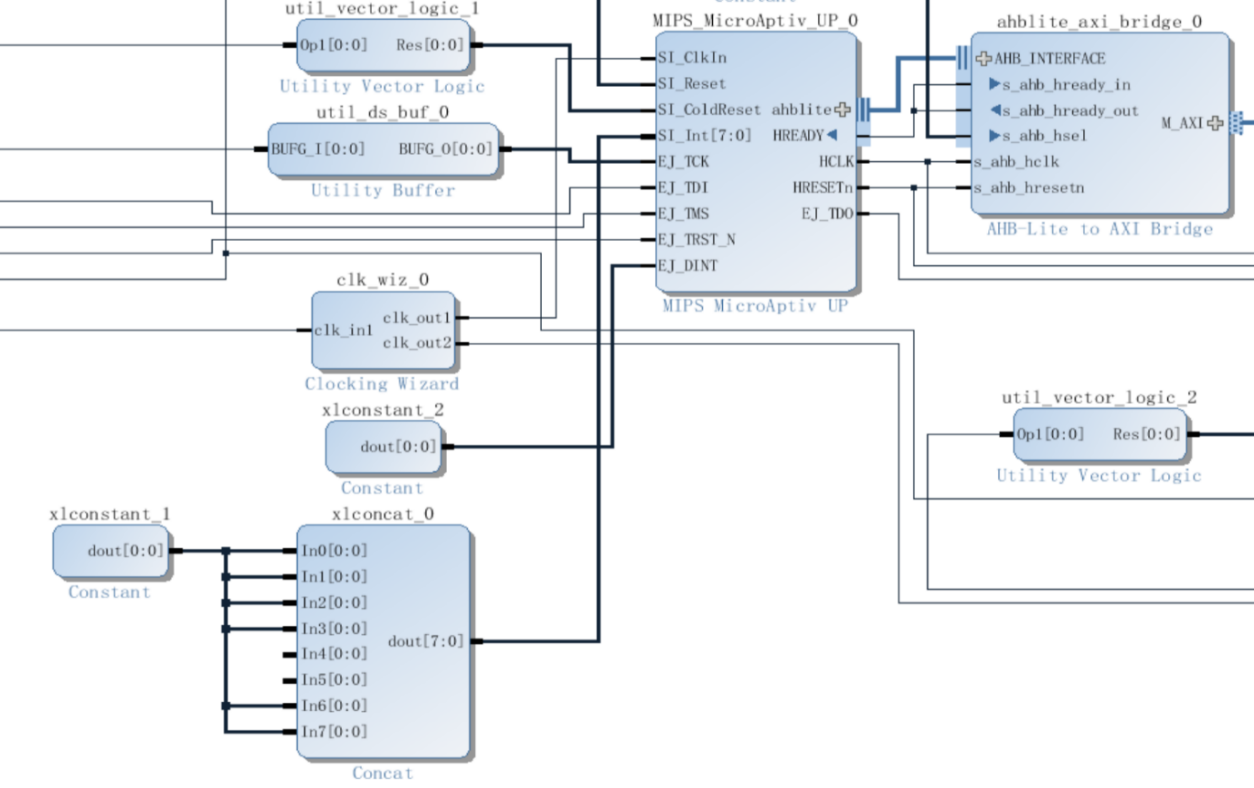 Constant
util_vector_logic_1
Op1[0:0] Res[0:0]
Utility Vector Logic
util_ds_buf_0
BUFG_I[0:0] BUFG_O[0:0]
Utility Buffer
clk_wiz_0
clk_in1
clk_out1
clk_out2
Clocking Wizard
xlconstant_2
dout[0:0]
Constant
xlconstant_1
dout[0:0]
Constant
xlconcat_0
In0[0:0]
In1[0:0]
In2[0:0]
In3[0:0]
In4[0:0]
In5[0:0]
In6[0:0]
In7[0:0]
dout[7:0]
Concat
MIPS_MicroAptiv_UP_0
SI_ClkIn
SI_Reset
SI_ColdReset ahblite
SI_Int[7:0] HREADY
EJ_TCK HCLK
EJ_TDI HRESETn
EJ_TMS EJ_TDO
EJ_TRST_N
EJ_DINT
MIPS MicroAptiv UP
ahblite_axi_bridge_0
AHB_INTERFACE
s_ahb_hready_in
s_ahb_hready_out
M_AXI
s_ahb_hsel
s_ahb_hclk
s_ahb_hresetn
AHB-Lite to AXI Bridge
util_vector_logic_2
Op1[0:0] Res[0:0]
Utility Vector Logic